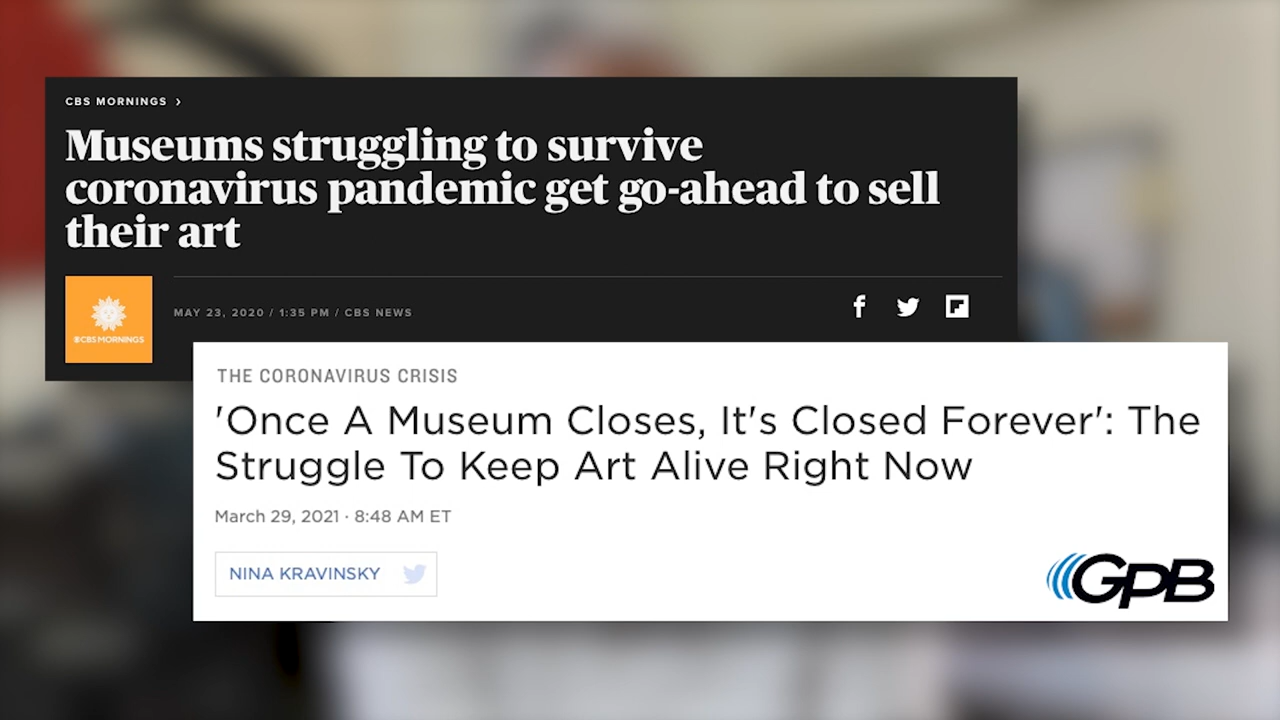 CBS MORNINGS >
Museums struggling to survive
coronavirus pandemic get go-ahead to sell
their art
CBS MORNINGS
MAY 23, 2020 / 1:35 PM / CBS NEWS
THE CORONAVIRUS CRISIS
'Once A Museum Closes, It's Closed Forever': The
Struggle To Keep Art Alive Right Now
March 29, 2021 · 8:48 AM ET
NINA KRAVINSKY
GPB